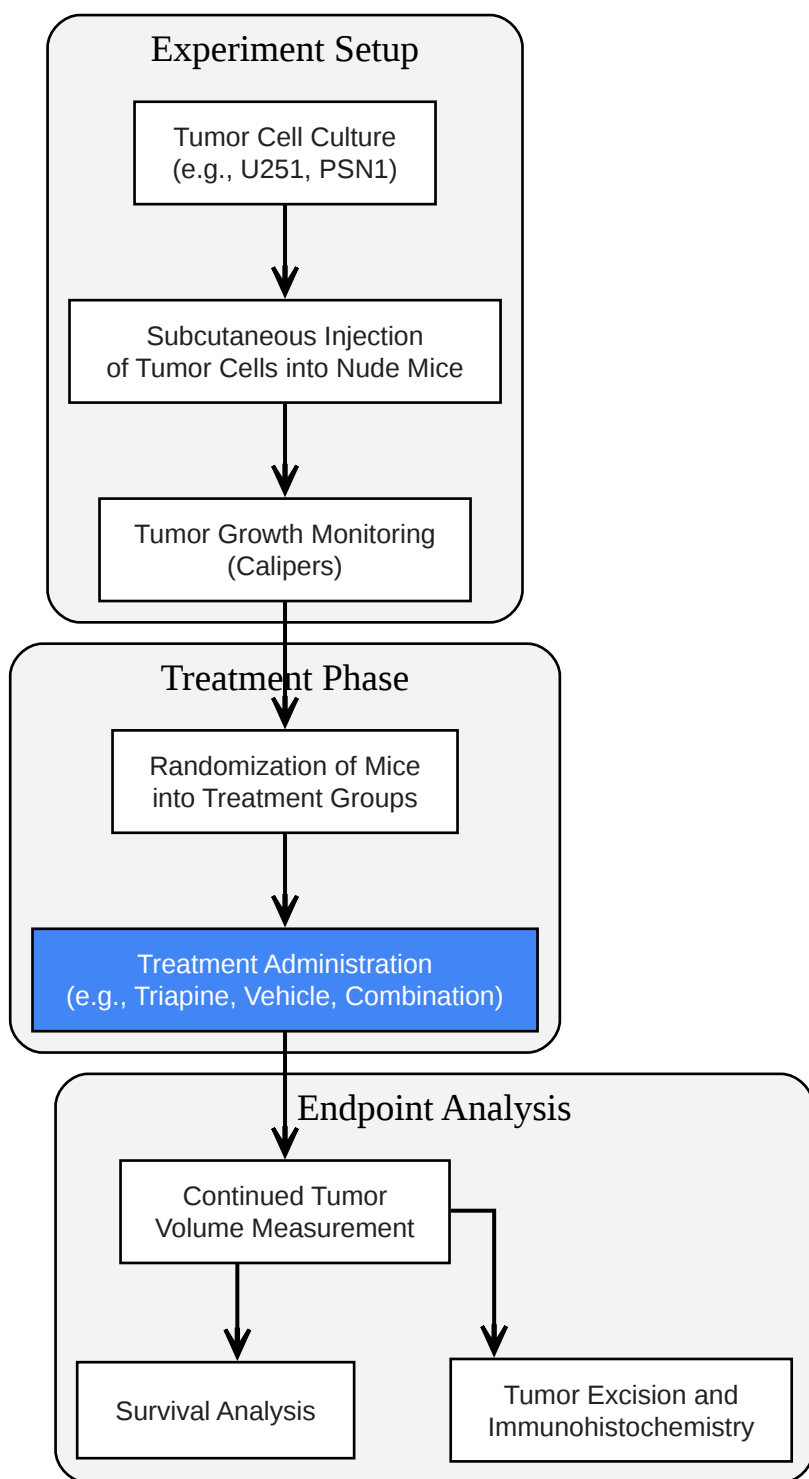 Experiment Setup
Tumor Cell Culture
(e.g., U251, PSN1)
Subcutaneous Injection
of Tumor Cells into Nude Mice
Tumor Growth Monitoring
(Calipers)
Treatment Phase
Randomization of Mice
into Treatment Groups
Treatment Administration
(e.g., Triapine, Vehicle, Combination)
Endpoint Analysis
Continued Tumor
Volume Measurement
Survival Analysis
Tumor Excision and
Immunohistochemistry